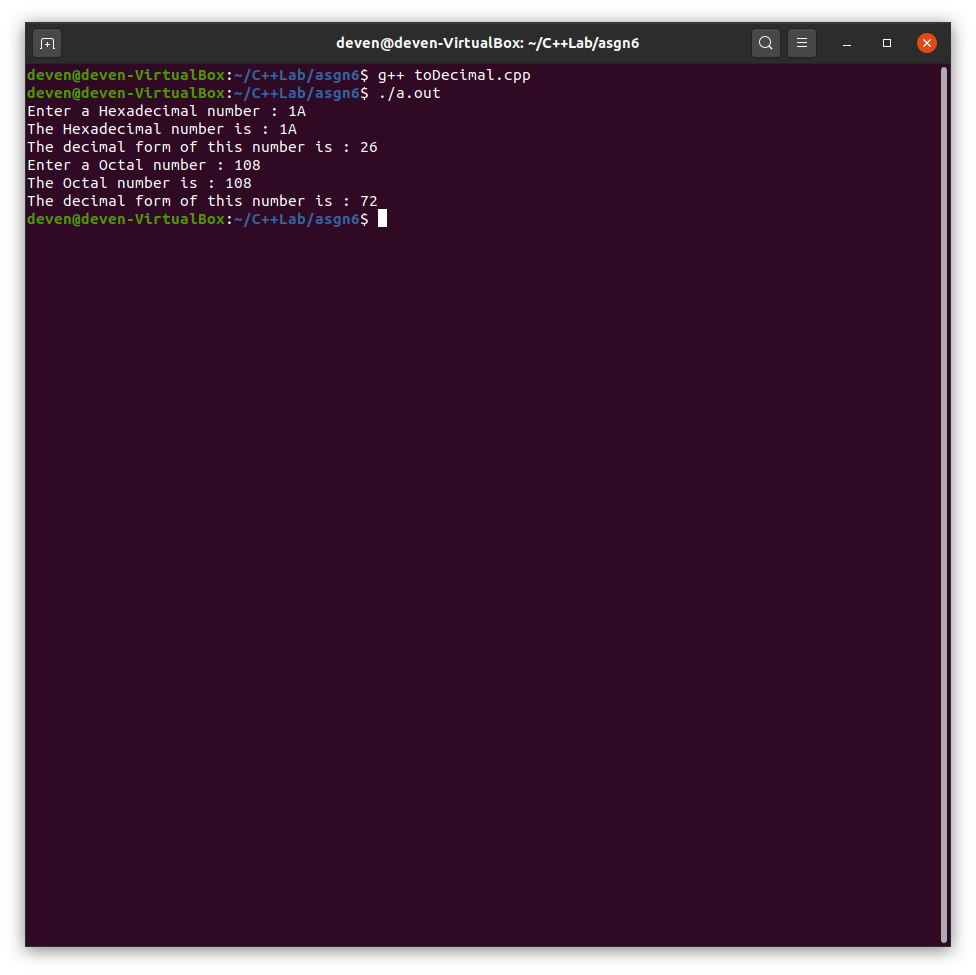 deven@deven-VirtualBox: ~/C++Lab/asgn6
deven@deven-VirtualBox:~/C++Lab/asgn6$ g++ toDecimal.cpp
deven@deven-VirtualBox:~/C++Lab/asgn6$ ./a.out
Enter a Hexadecimal number : 1A
The Hexadecimal number is : 1A
The decimal form of this number is : 26
Enter a Octal number : 108
The Octal number is : 108
The decimal form of this number is : 72
deven@deven-VirtualBox:~/C++Lab/asgn6$